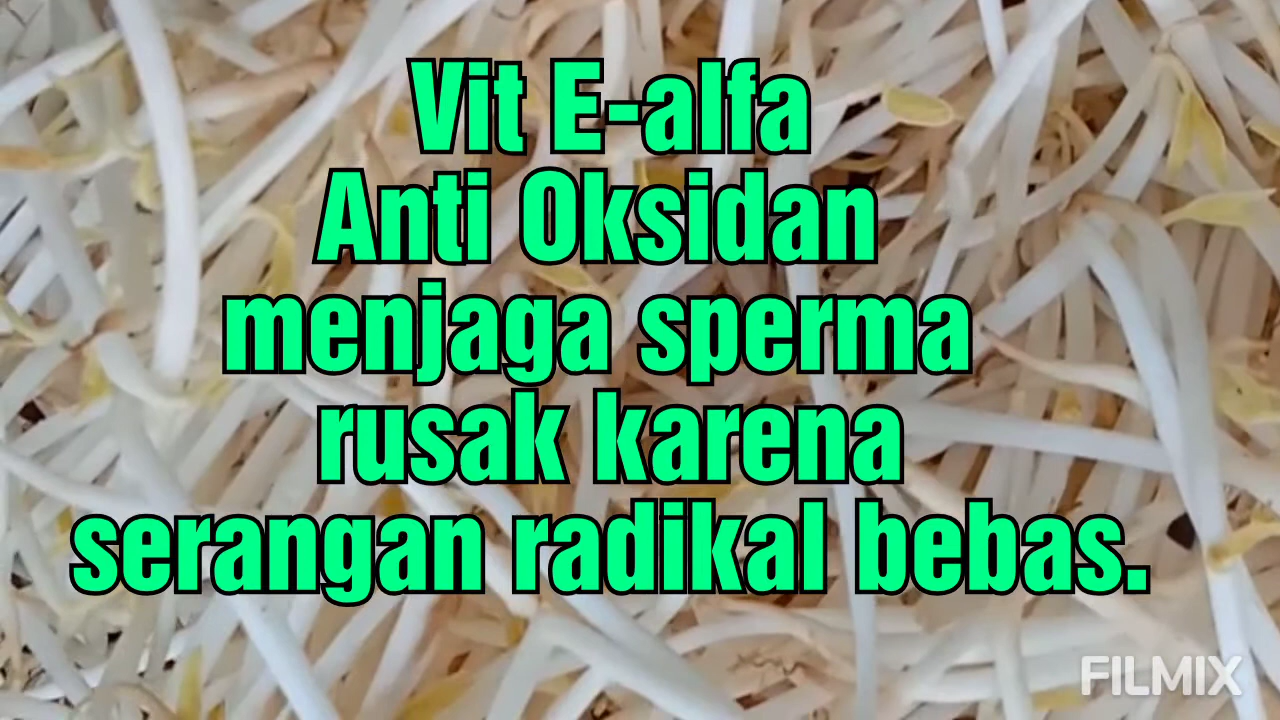 Vit E-alfa
Anti Oksidan
menjaga sperma
rusak karena
serangan radikal bebas.
FILMIX